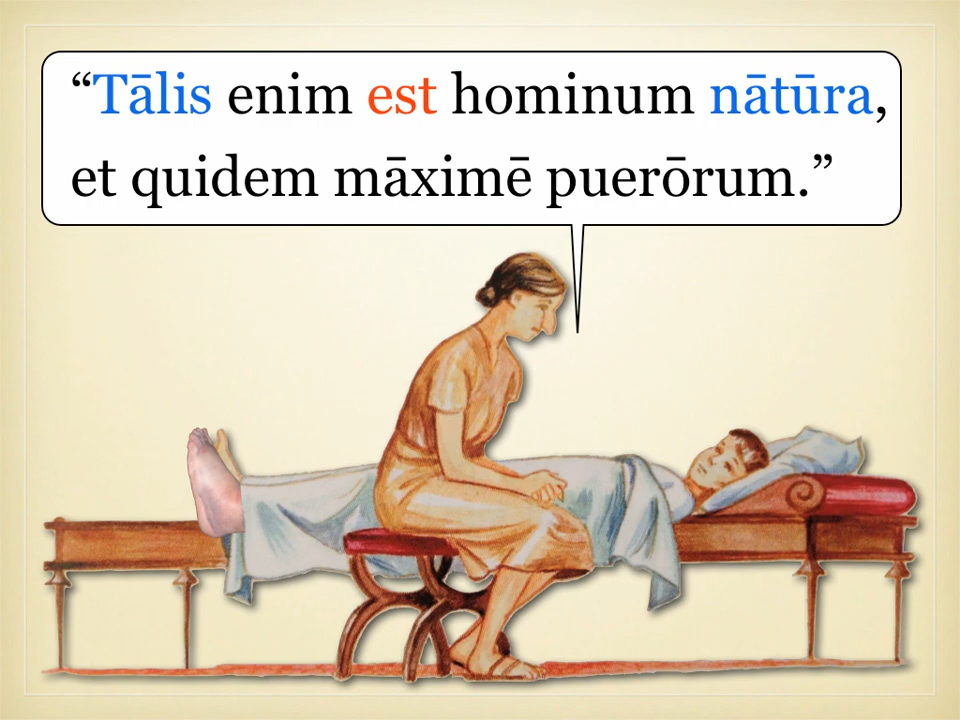 “Tālis enim est hominum nātūra,
et quidem māximē puerōrum.”